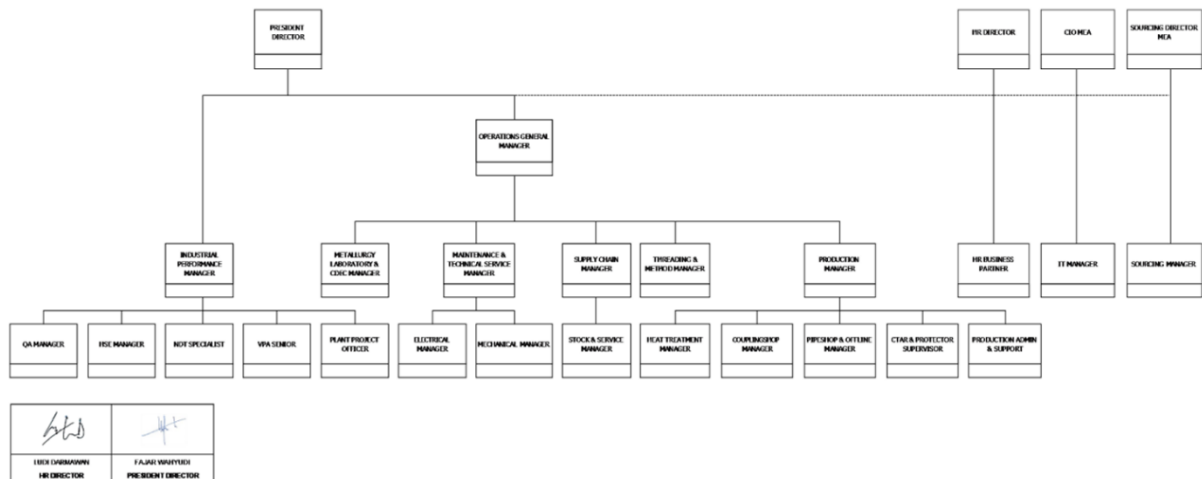 PRESIDENT
DIRECTOR
HR DIRECTOR
CIO MEA
SOURCING DIRECTOR
MEA
OPERATIONS GENERAL
MANAGER
INDUSTRIAL
PERFORMANCE
MANAGER
METALLURGY
LABORATORY &
CDEC MANAGER
MAINTENANCE &
TECHNICAL SERVICE
MANAGER
SUPPLY CHAIN
MANAGER
THREADING &
METHOD MANAGER
PRODUCTION
MANAGER
HR BUSINESS
PARTNER
IT MANAGER
SOURCING MANAGER
QA MANAGER
HSE MANAGER
NDT SPECIALIST
VPA SENIOR
PLANT PROJECT
OFFICER
ELECTRICAL
MANAGER
MECHANICAL MANAGER
STOCK & SERVICE
MANAGER
HEAT TREATMENT
MANAGER
COUPLINGSHOP
MANAGER
PIPESHOP & OFFLINE
MANAGER
CTAR & PROTECTOR
SUPERVISOR
PRODUCTION ADMIN
& SUPPORT
DARMAWAN
HR DIRECTOR
FAJAR WAHYUDI
PRESIDENT DIRECTOR